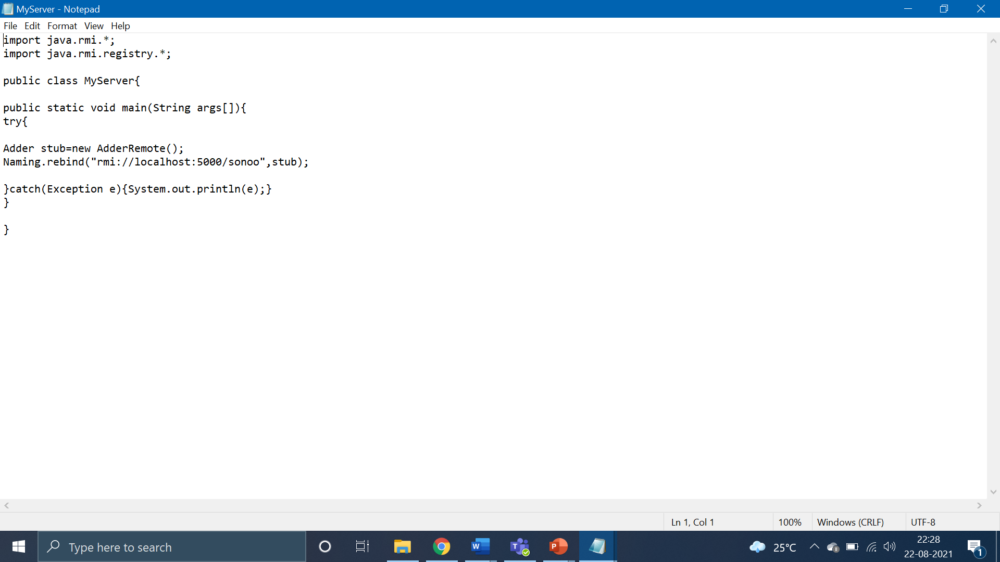 MyServer - Notepad
File Edit Format View Help
import java.rmi.*;
import java.rmi.registry.*;
public class MyServer{
public static void main(String args[]){
try{
Adder stub=new AdderRemote();
Naming.rebind("rmi://localhost:5000/sonoo",stub);
}catch(Exception e){System.out.println(e);}
}
}
Ln 1, Col 1 100% Windows (CRLF) UTF-8
Type here to search W T P 25°C 22:28
22-08-2021 1